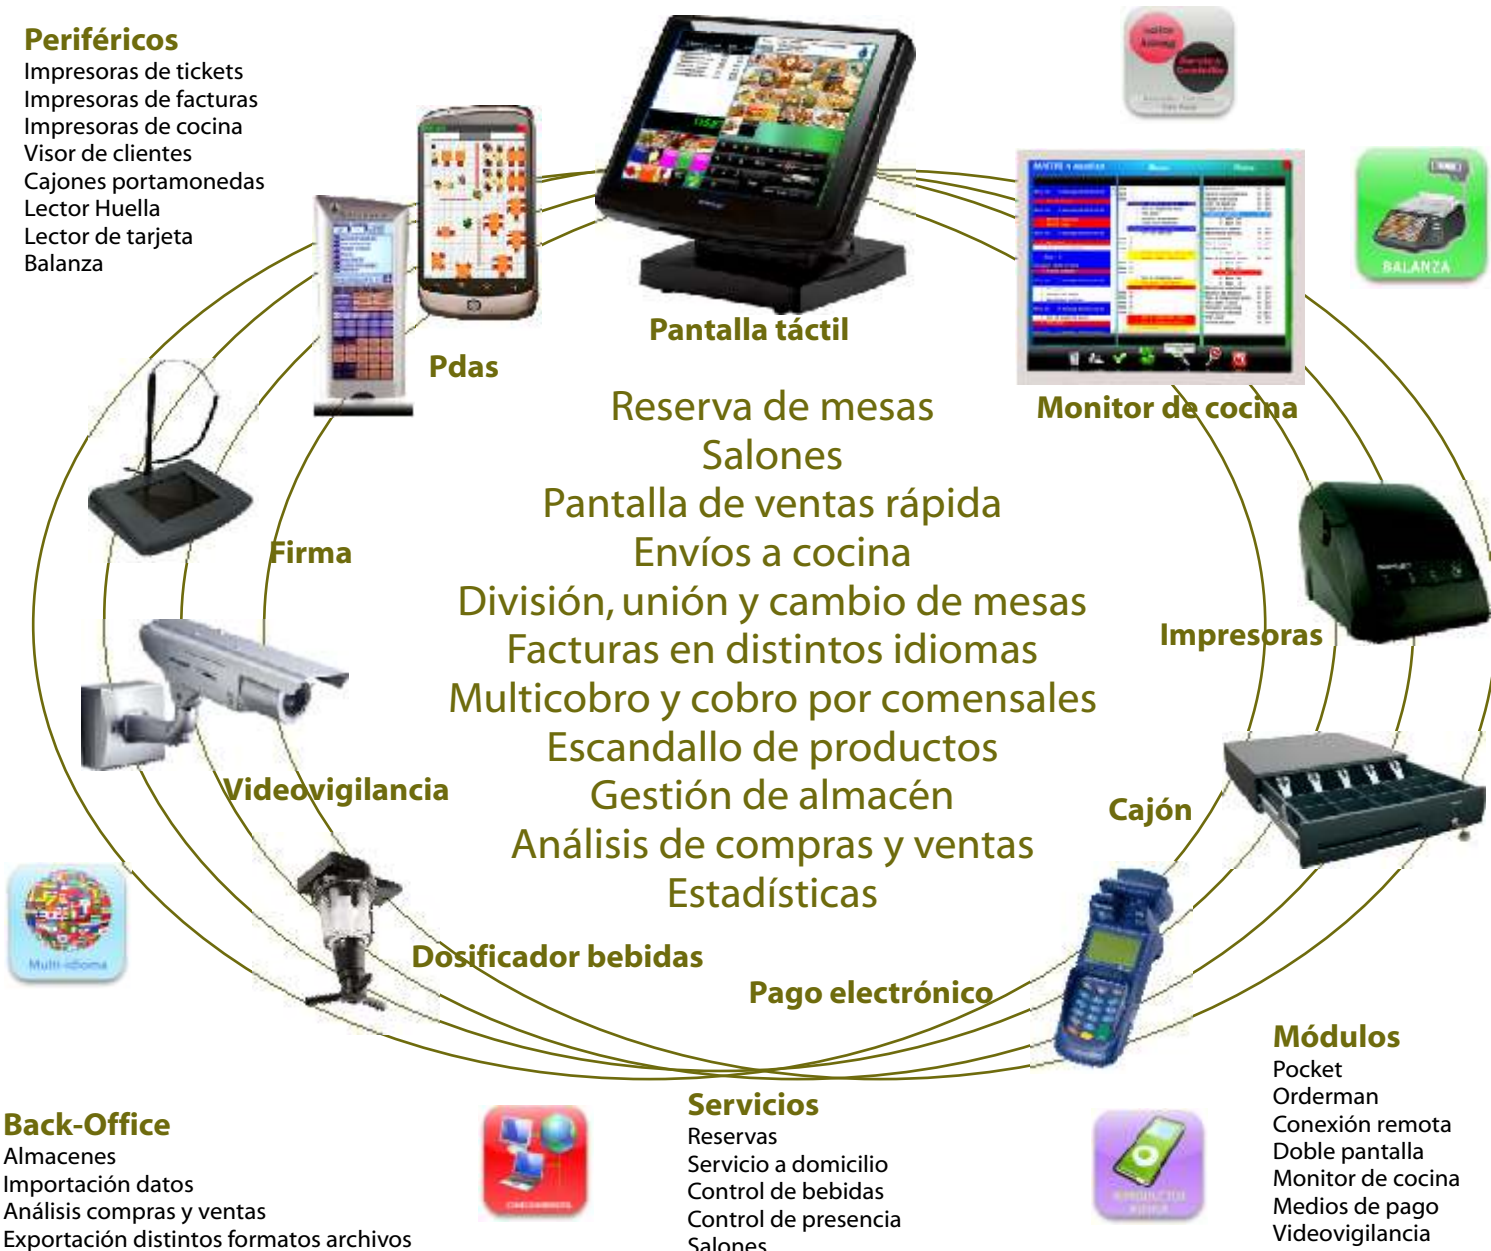 Periféricos
Impresoras de tickets
Impresoras de facturas
Impresoras de cocina
Visor de clientes
Cajones portamonedas
Lector Huella
Lector de tarjeta
Balanza
BALANZA
Pantalla táctil
Pdas
Monitor de cocina
Reserva de mesas
Salones
Pantalla de ventas rápida
Envíos a cocina
División, unión y cambio de mesas
Facturas en distintos idiomas
Multicobro y cobro por comensales
Escandallo de productos
Gestión de almacén
Análisis de compras y ventas
Estadísticas
Firma
Impresoras
Videovigilancia
Cajón
Multi-idioma
Dosificador bebidas
Pago electrónico
Módulos
Pocket
Orderman
Conexión remota
Doble pantalla
Monitor de cocina
Medios de pago
Videovigilancia
Servicios
Reservas
Servicio a domicilio
Control de bebidas
Control de presencia
Salones
Back-Office
Almacenes
Importación datos
Análisis compras y ventas
Exportación distintos formatos archivos